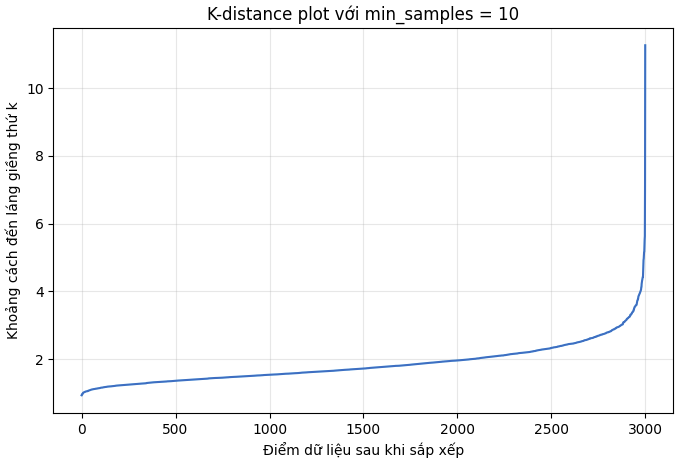 K-distance plot với min_samples = 10
Khoảng cách đến láng giềng thứ k
10
8
6
4
2
0 500 1000 1500 2000 2500 3000
Điểm dữ liệu sau khi sắp xếp